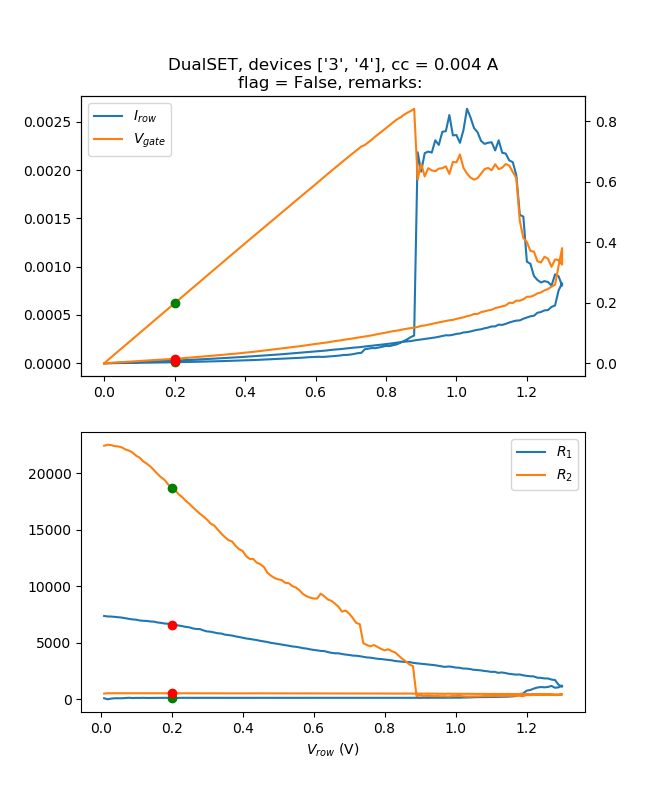 DualSET, devices ['3', '4'], cc = 0.004 A
flag = False, remarks:
I_row
V_gate
0.0025
0.0020
0.0015
0.0010
0.0005
0.0000
0.8
0.6
0.4
0.2
0.0
0.0 0.2 0.4 0.6 0.8 1.0 1.2
R_1
R_2
20000
15000
10000
5000
0
0.0 0.2 0.4 0.6 0.8 1.0 1.2
V_row (V)